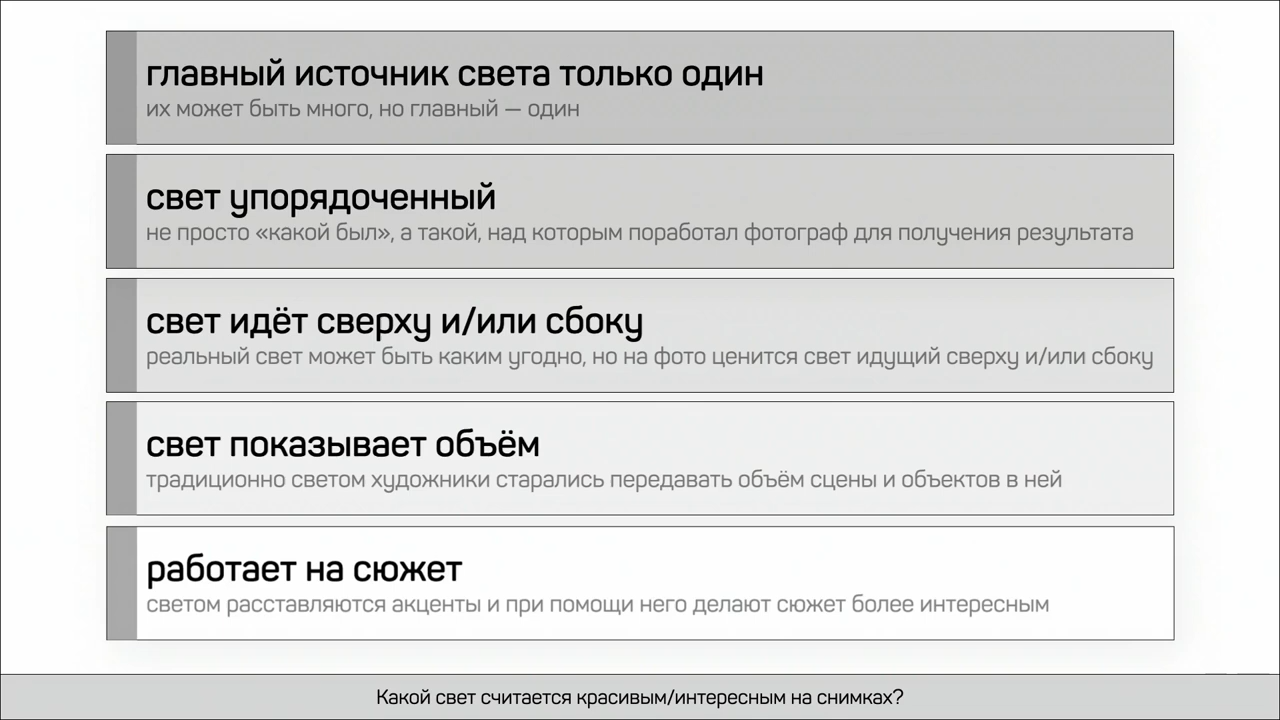 главный источник света только один
их может быть много, но главный — один
свет упорядоченный
не просто «какой был», а такой, над которым поработал фотограф для получения результата
свет идёт сверху и/или сбоку
реальный свет может быть каким угодно, но на фото ценится свет идущий сверху и/или сбоку
свет показывает объём
традиционно светом художники старались передавать объём сцены и объектов в ней
работает на сюжет
светом расставляются акценты и при помощи него делают сюжет более интересным
Какой свет считается красивым/интересным на снимках?